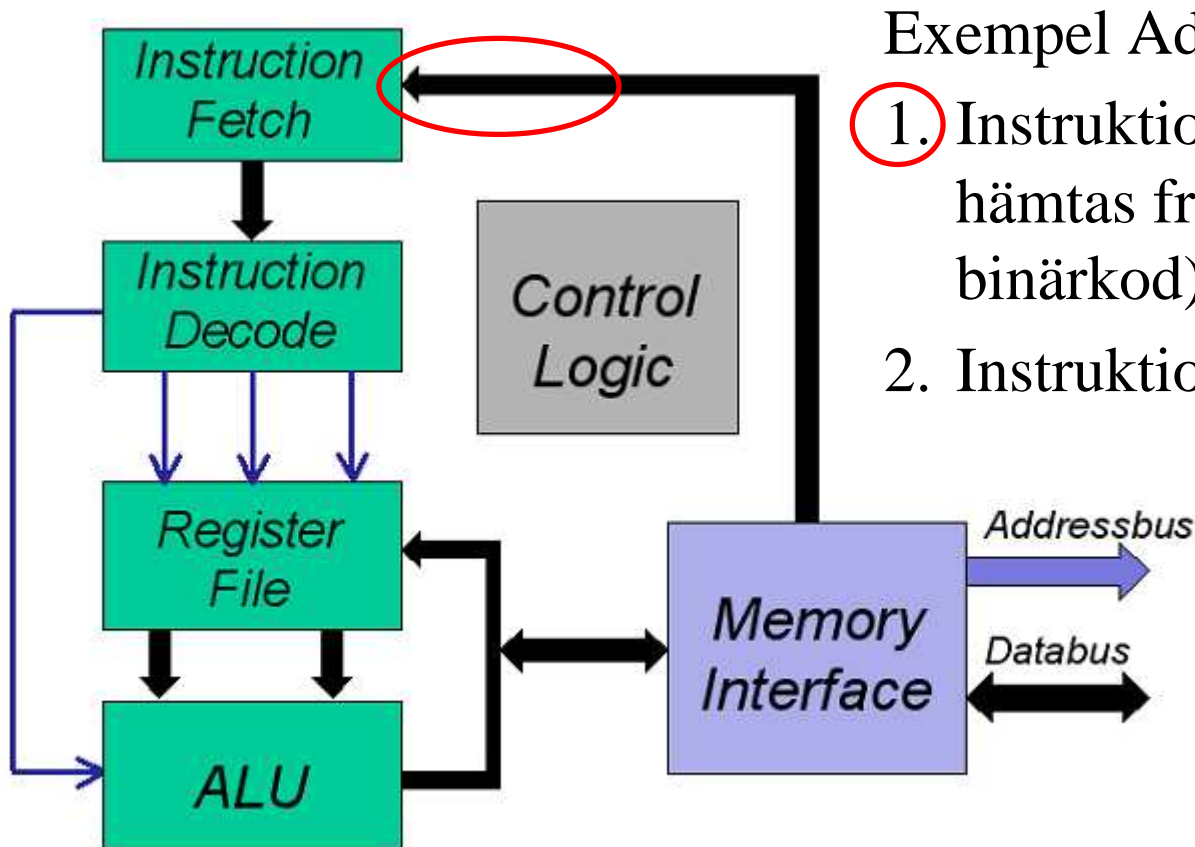 Instruction
Fetch
Instruction
Decode
Register
File
ALU
Control
Logic
Memory
Interface
Addressbus
Databus
Exempel Ad
1. Instruktio
hämtas fr
binärkod)
2. Instruktio